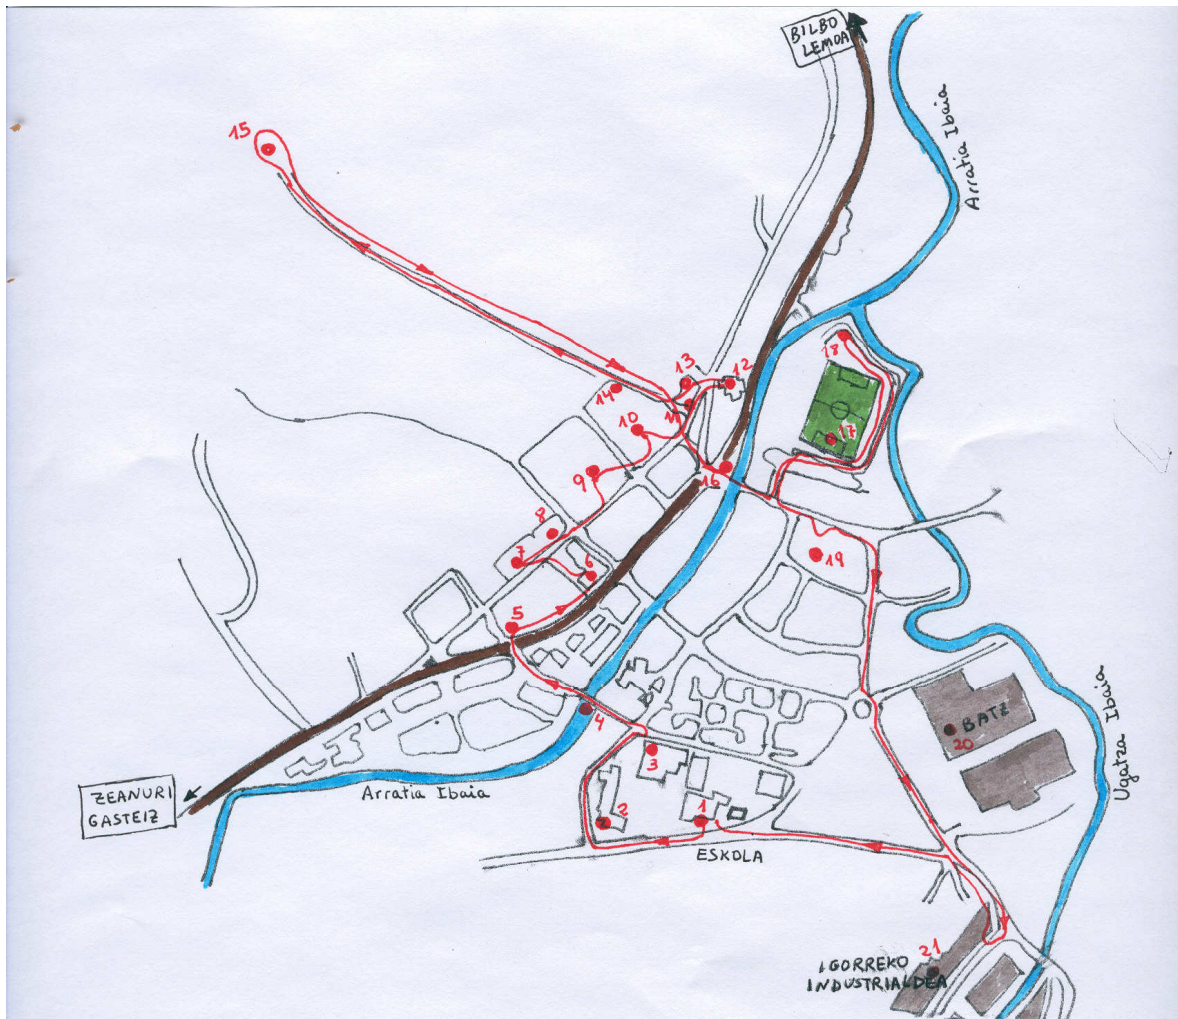 BILBO
LEMOA
Arratia Ibaia
15
13
12
14
11
10
18
17
9
16
8
7
6
19
5
4
3
2
1
BATZ
20
Ugatza Ibaia
ZEANURI
GASTEIZ
Arratia Ibaia
ESKOLA
21
IGORREKO
INDUSTRIALDEA